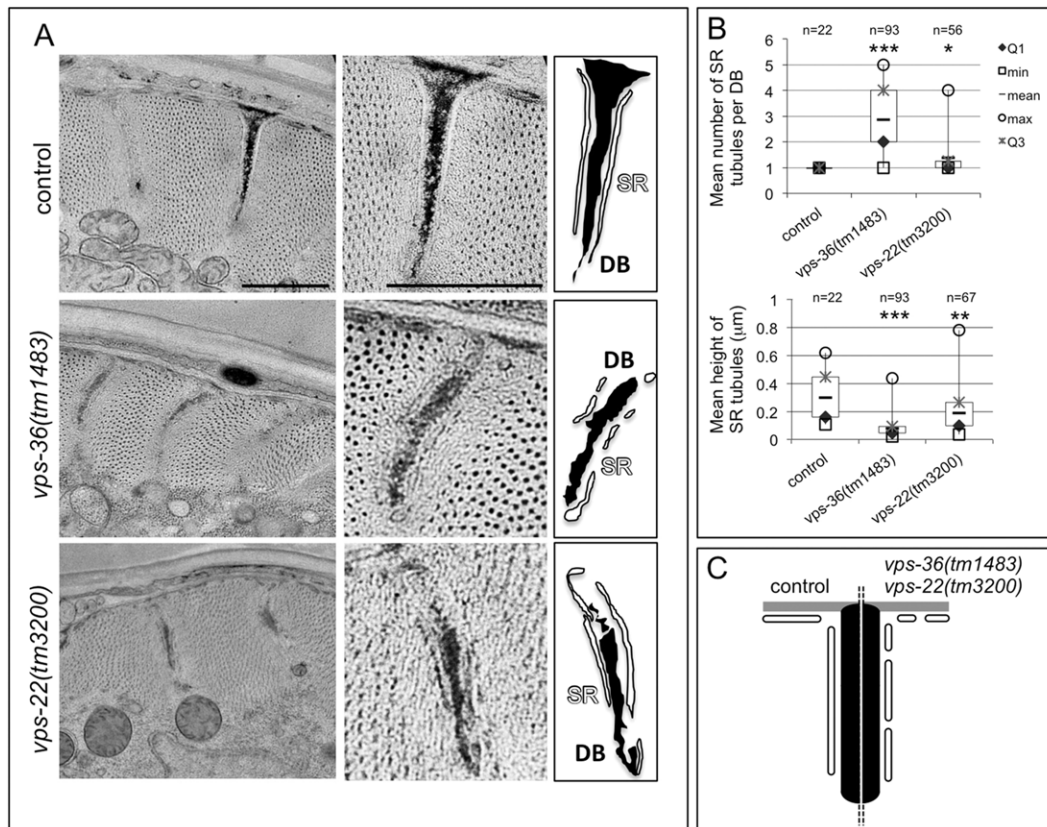 A
control
SR
DB
vps-36(tm1483)
DB
SR
vps-22(tm3200)
SR
DB
B
n=22 n=93 n=56
*** *
Mean number of SR
tubules per DB
6
5
4
3
2
1
0
control
vps-36(tm1483)
vps-22(tm3200)
Q1
min
mean
max
Q3
n=22 n=93 n=67
*** **
Mean height of
SR tubules (μm)
1
0.8
0.6
0.4
0.2
0
control
vps-36(tm1483)
vps-22(tm3200)
C
control
vps-36(tm1483)
vps-22(tm3200)